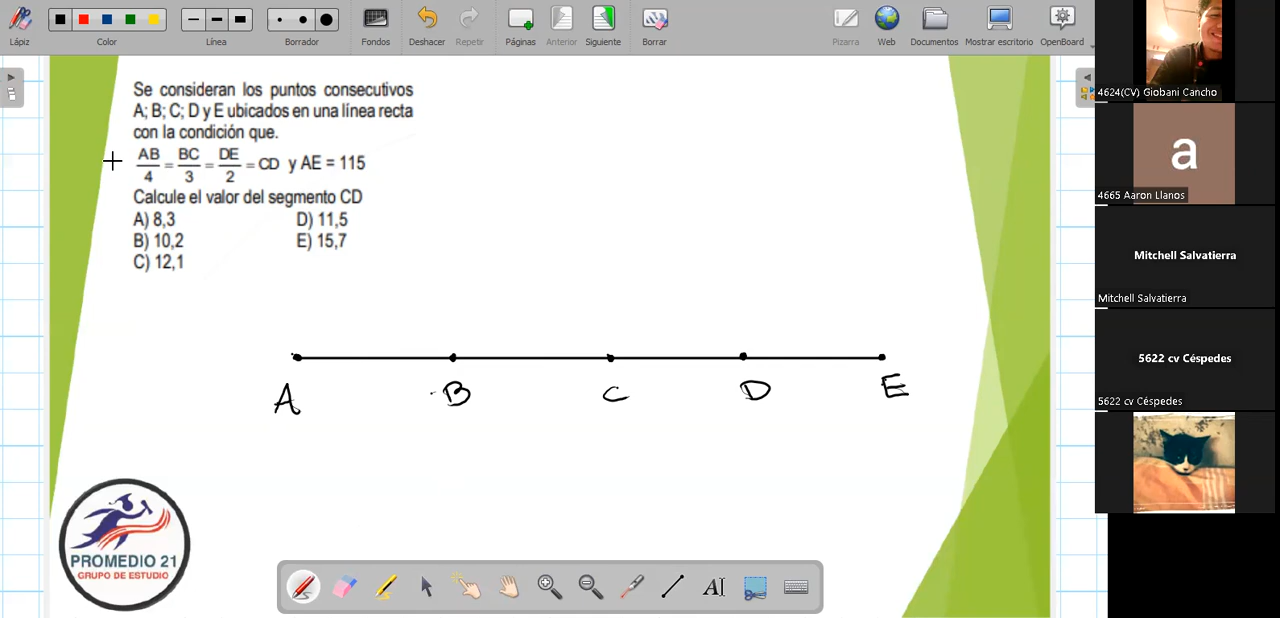 Lápiz
Color
Línea
Borrador
Fondos
Deshacer
Repetir
Páginas
Anterior
Siguiente
Borrar
Pizarra
Web
Documentos
Mostrar escritorio
OpenBoard
Se consideran los puntos consecutivos
A; B; C; D y E ubicados en una línea recta
con la condición que.
AB/4 = BC/3 = DE/2 = CD y AE = 115
Calcule el valor del segmento CD
A) 8,3 D) 11,5
B) 10,2 E) 15,7
C) 12,1
A B C D E
PROMEDIO 21
GRUPO DE ESTUDIO
AI
4624(CV) Giobani Cancho
a
4665 Aaron Llanos
Mitchell Salvatierra
Mitchell Salvatierra
5622 cv Céspedes
5622 cv Céspedes